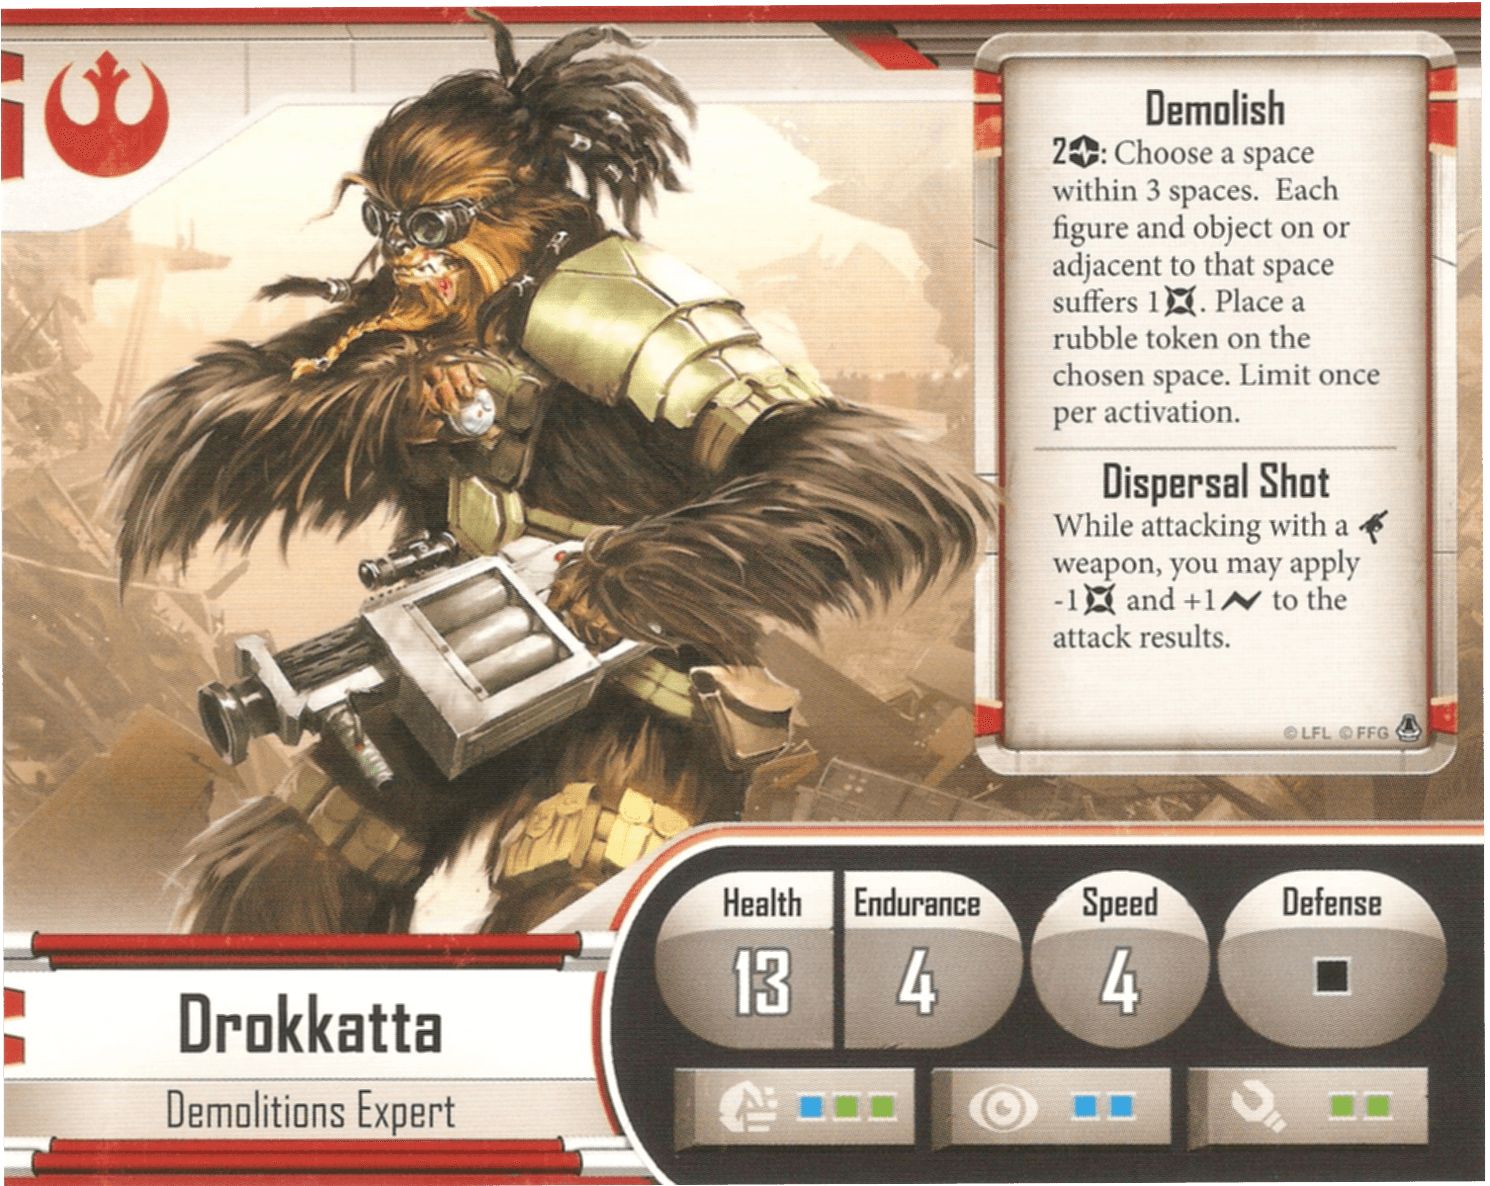 Demolish
2: Choose a space
within 3 spaces. Each
figure and object on or
adjacent to that space
suffers 1. Place a
rubble token on the
chosen space. Limit once
per activation.
Dispersal Shot
While attacking with a
weapon, you may apply
-1 and +1 to the
attack results.
© LFL © FFG
Health
Endurance
Speed
Defense
13
4
4
Drokkatta
Demolitions Expert